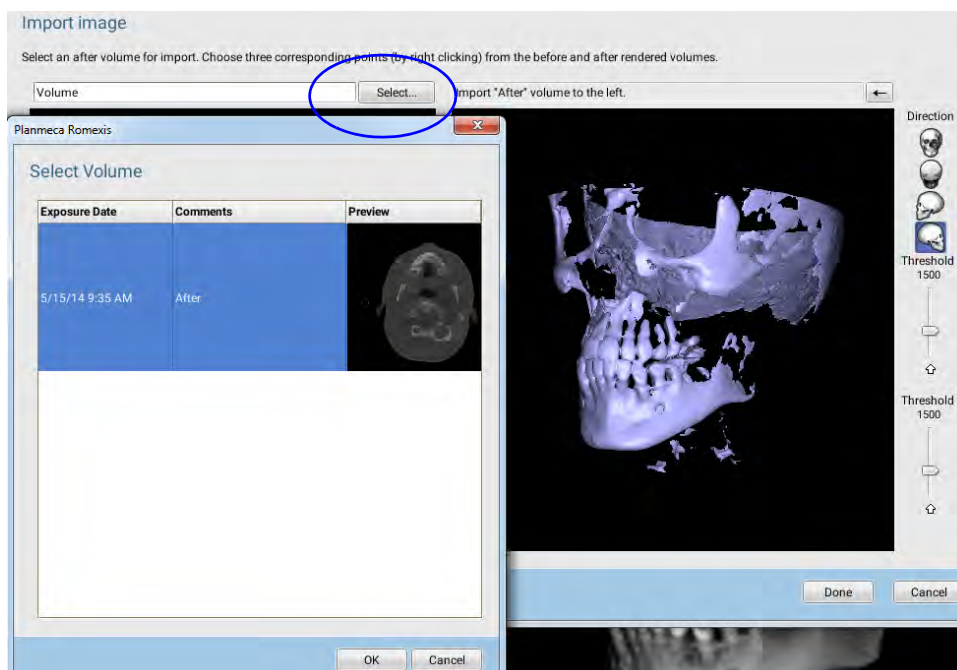 Import image
Select an after volume for import. Choose three corresponding points (by right clicking) from the before and after rendered volumes.
Volume Select... Import "After" volume to the left.
Direction
Planmeca Romexis
Select Volume
Exposure Date Comments Preview
5/15/14 9:35 AM After
Threshold
1500
Threshold
1500
Done Cancel
OK Cancel